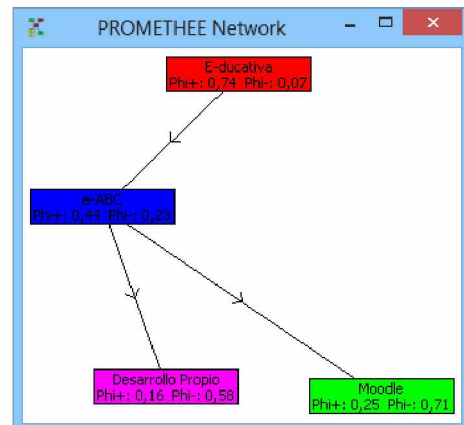 PROMETHEE Network
E-ducativa
Phi+: 0,74 Phi-: 0,07
e-ABC
Phi+: 0,44 Phi-: 0,23
Desarrollo Propio
Phi+: 0,16 Phi-: 0,58
Moodle
Phi+: 0,25 Phi-: 0,71